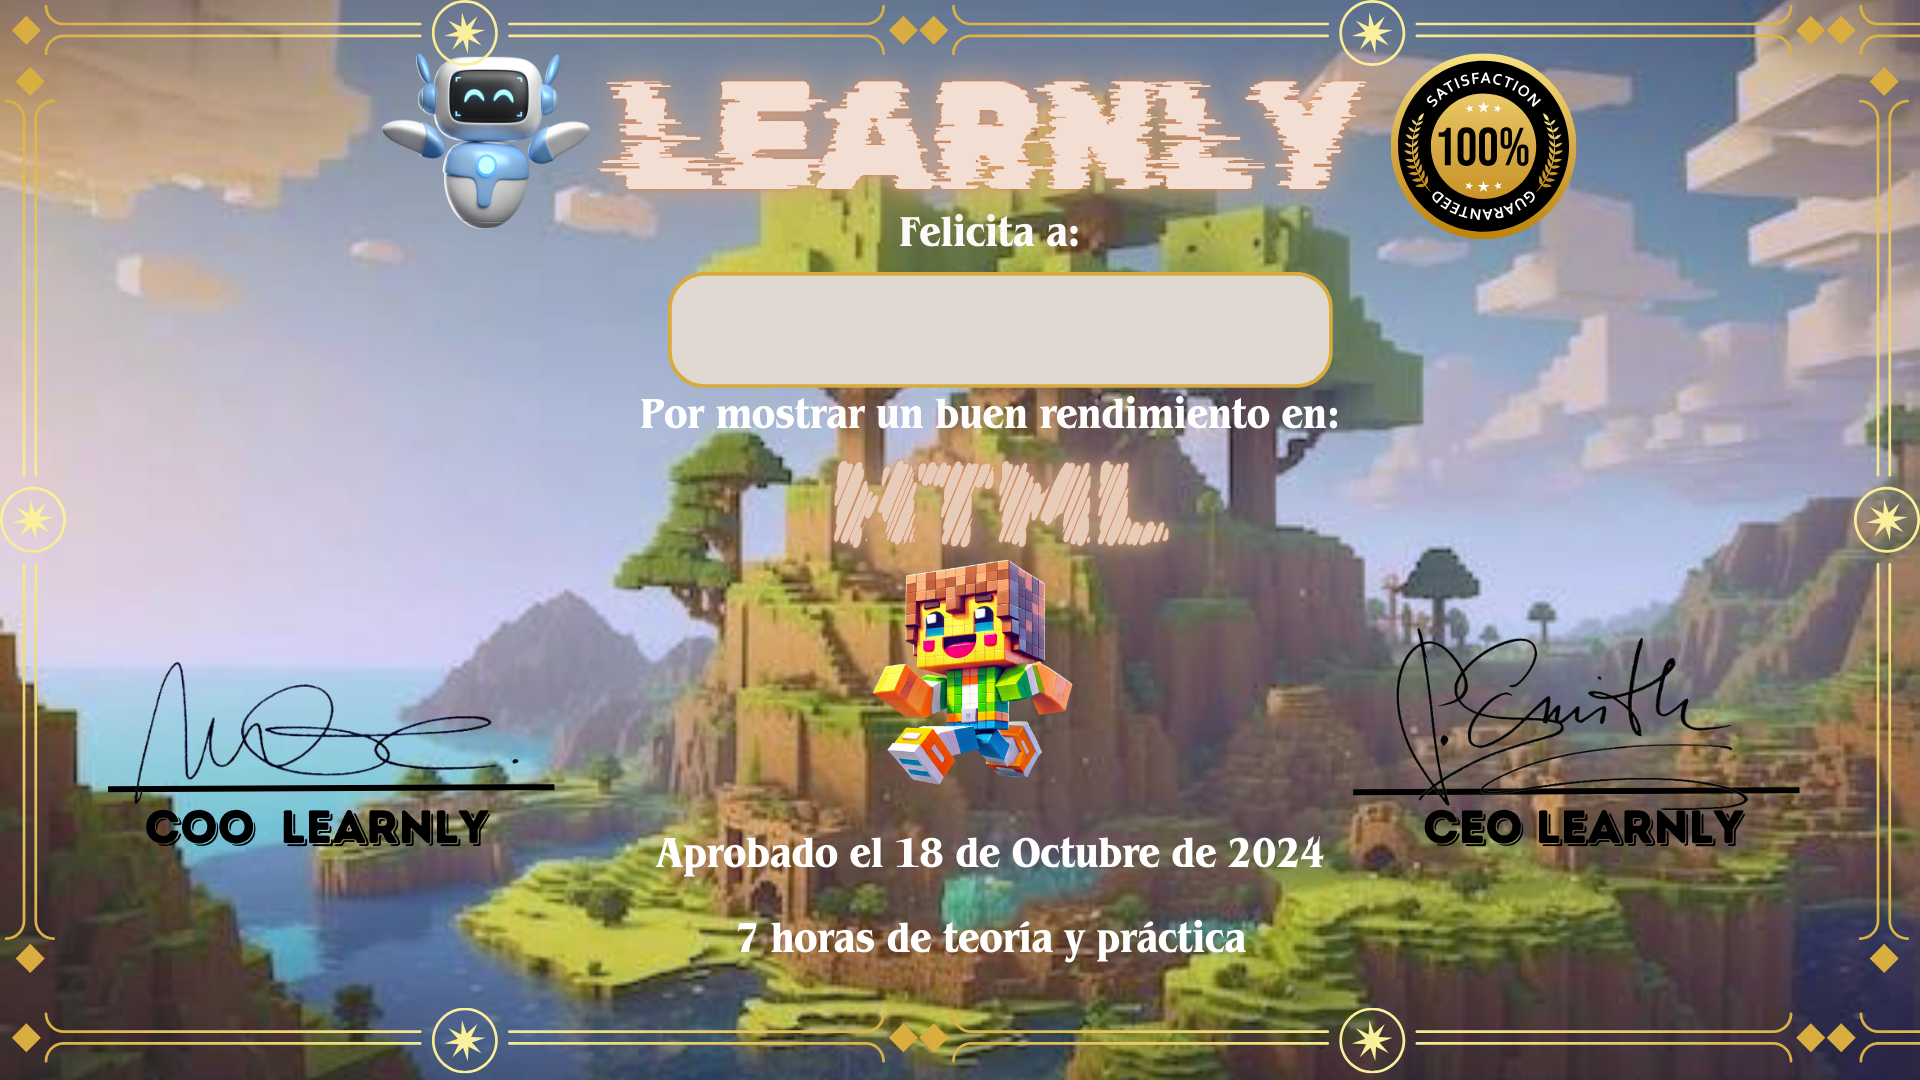 LEARNLY
SATISFACTION
100%
GUARANTEED
Felicita a:
Por mostrar un buen rendimiento en:
HTML
P. Smith
COO LEARNLY
CEO LEARNLY
Aprobado el 18 de Octubre de 2024
7 horas de teoría y práctica